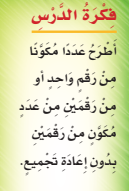 فِكْرَةُ الدَّرْسِ
أَطْرَحُ عَدَدًا مُكَوَّنًا
مِنْ رَقْمٍ وَاحِدٍ أَو
مِنْ رَقْمَيْنِ مِنْ عَدَدٍ
مُكَوَّنٍ مِنْ رَقَمَيْنِ
بِدُونِ إِعَادَةِ تَجْمِيعٍ.